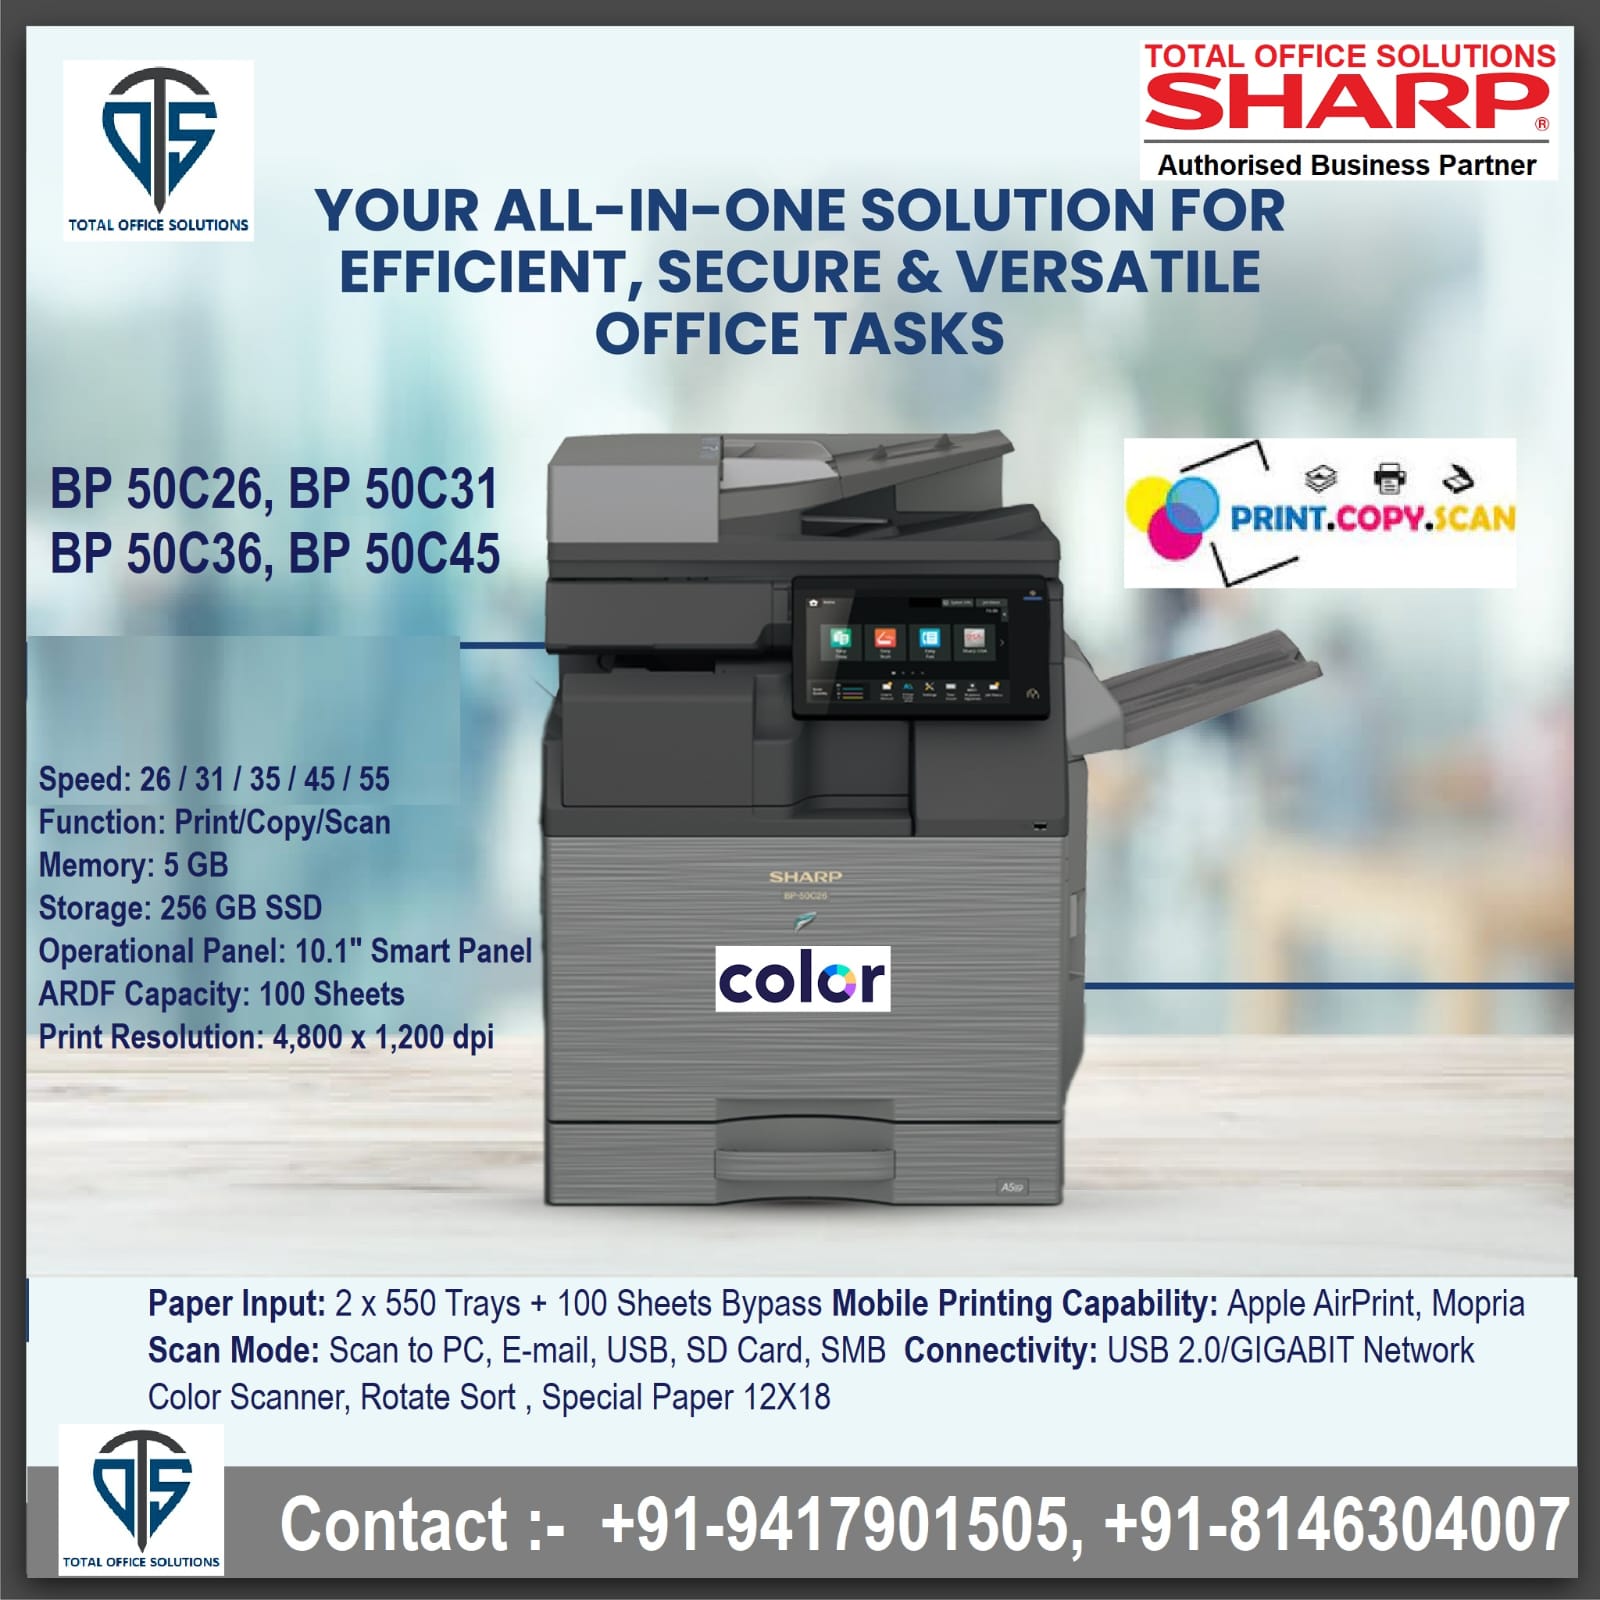 TOTAL OFFICE SOLUTIONS
TOTAL OFFICE SOLUTIONS
SHARP®
Authorised Business Partner
YOUR ALL-IN-ONE SOLUTION FOR
EFFICIENT, SECURE & VERSATILE
OFFICE TASKS
BP 50C26, BP 50C31
BP 50C36, BP 50C45
PRINT.COPY.SCAN
Speed: 26 / 31 / 35 / 45 / 55
Function: Print/Copy/Scan
Memory: 5 GB
Storage: 256 GB SSD
Operational Panel: 10.1" Smart Panel
ARDF Capacity: 100 Sheets
Print Resolution: 4,800 x 1,200 dpi
SHARP
BP-50C26
color
Paper Input: 2 x 550 Trays + 100 Sheets Bypass Mobile Printing Capability: Apple AirPrint, Mopria
Scan Mode: Scan to PC, E-mail, USB, SD Card, SMB Connectivity: USB 2.0/GIGABIT Network
Color Scanner, Rotate Sort , Special Paper 12X18
TOTAL OFFICE SOLUTIONS
Contact :- +91-9417901505, +91-8146304007